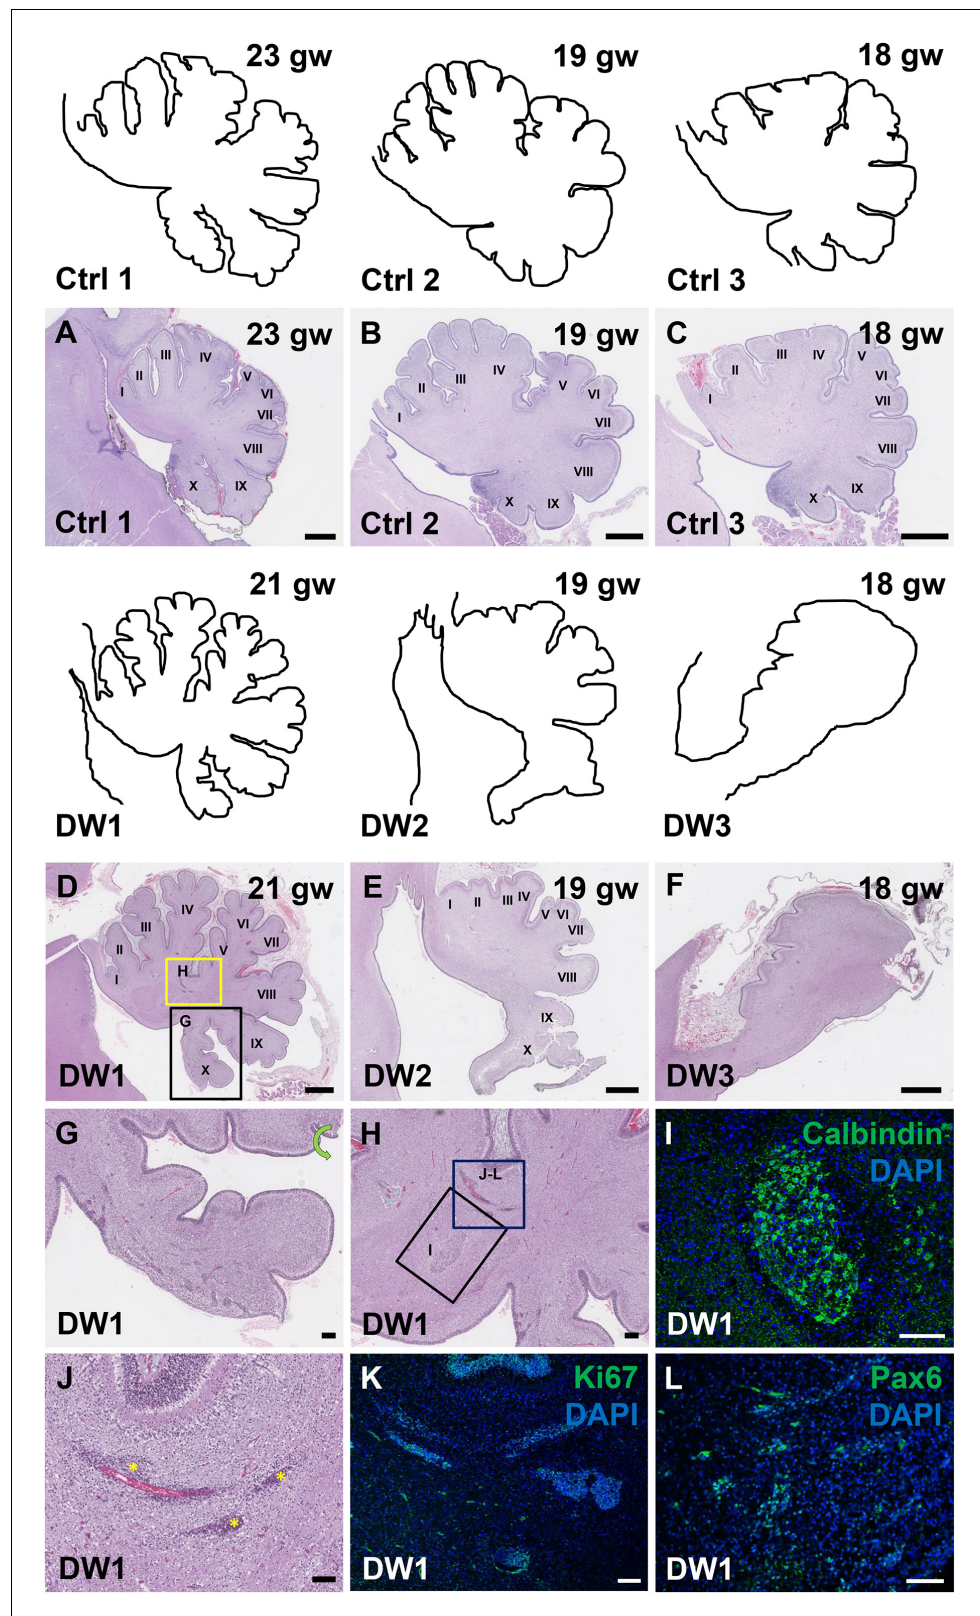 23 gw 19 gw 18 gw
Ctrl 1 Ctrl 2 Ctrl 3
A 23 gw
I II III IV V VI VII VIII IX X
Ctrl 1
B 19 gw
I II III IV V VI VII VIII IX X
Ctrl 2
C 18 gw
I II III IV V VI VII VIII IX X
Ctrl 3
21 gw 19 gw 18 gw
DW1 DW2 DW3
D 21 gw
I II III IV V VI VII VIII IX X
H
G
DW1
E 19 gw
I II III IV V VI VII VIII IX X
DW2
F 18 gw
DW3
G
DW1
H
J-L
I
DW1
I Calbindin
DAPI
DW1
J
* * *
DW1
K Ki67
DAPI
DW1
L Pax6
DAPI
DW1